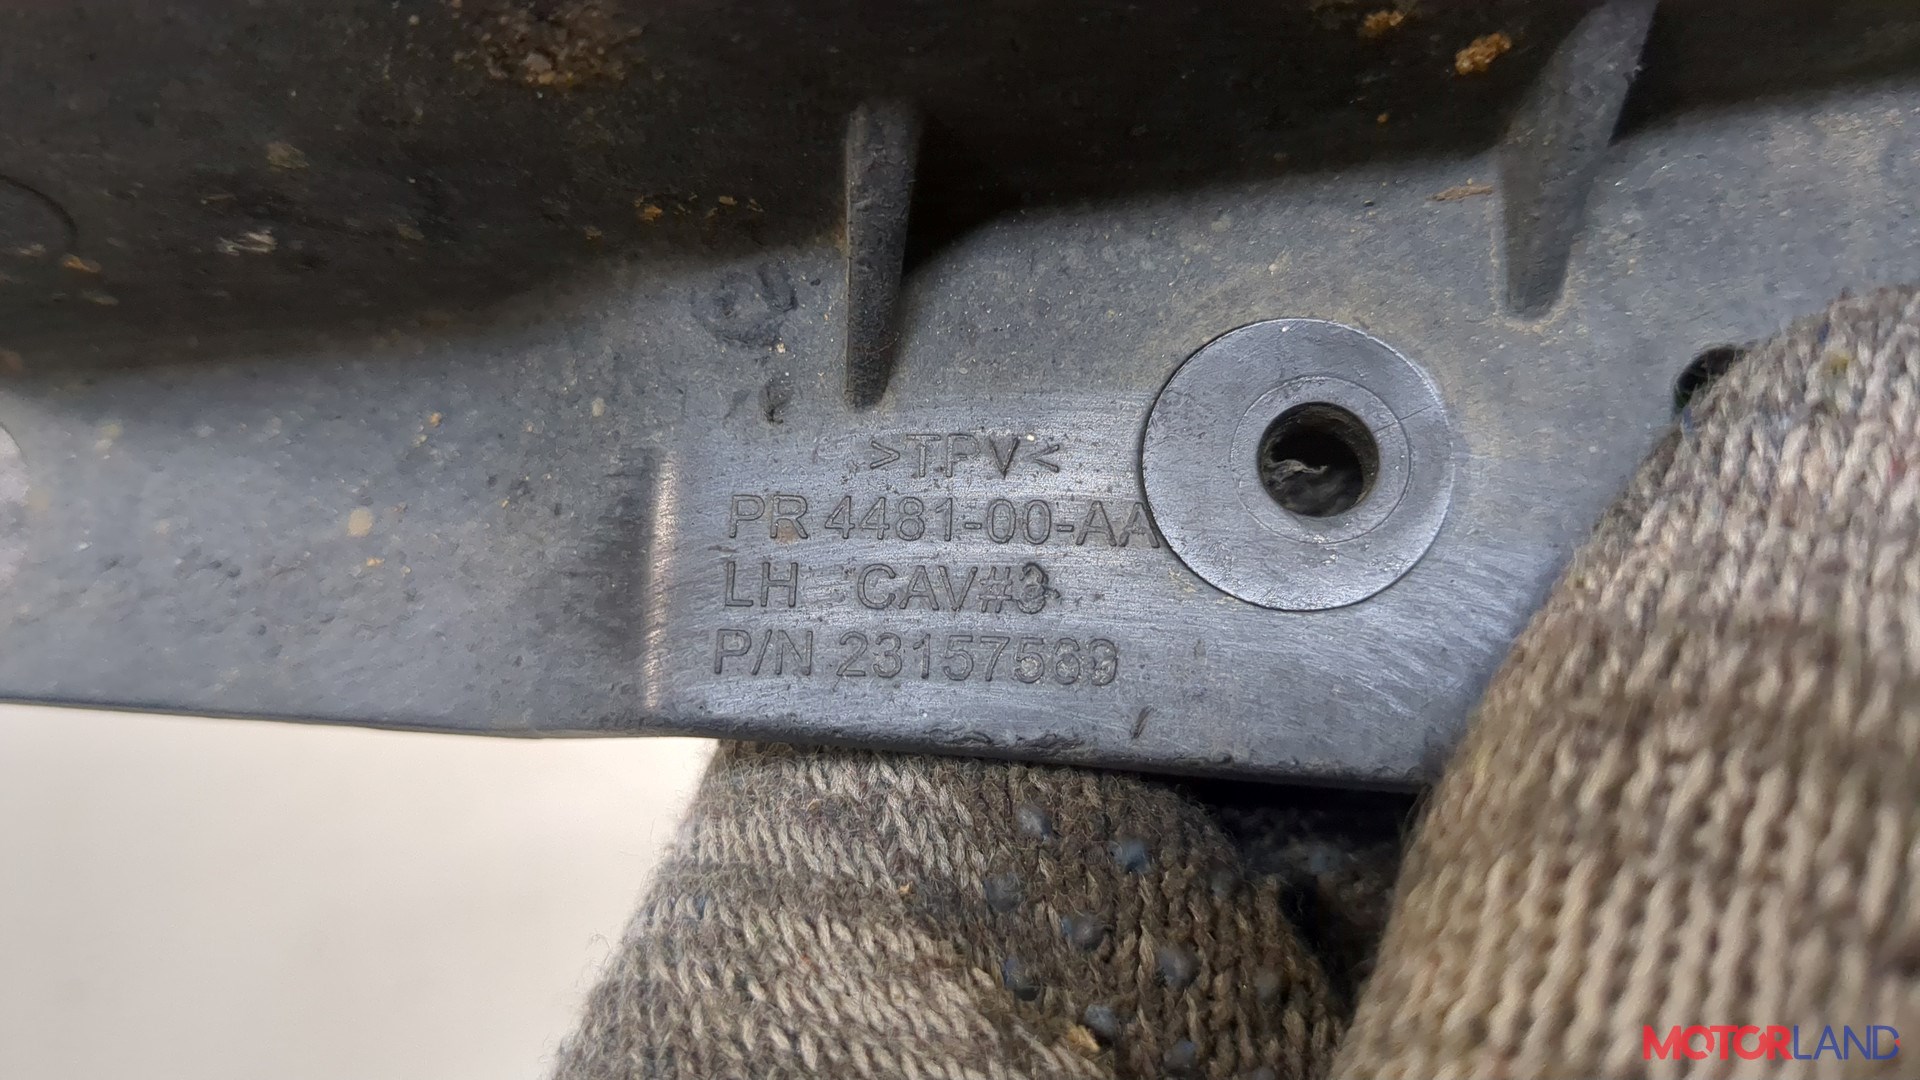 >TPV<
PR 4481-00-AA
LH CAV#3
P/N 23157569
MOTORLAND